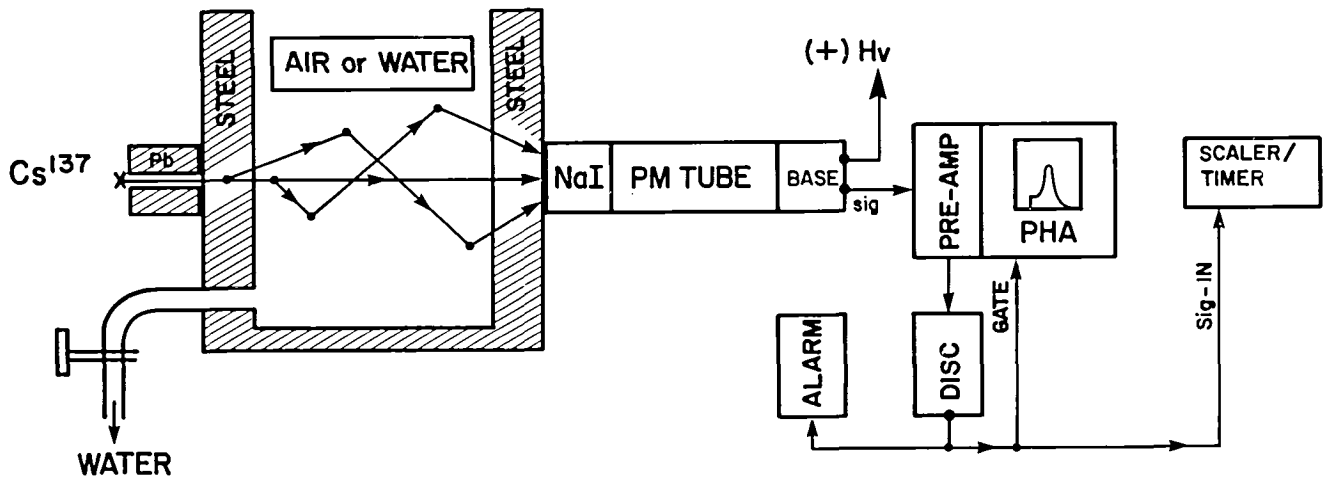 STEEL
AIR or WATER
STEEL
(+) Hv
Cs137
Pb
NaI
PM TUBE
BASE
sig
PRE-AMP
PHA
SCALER/
TIMER
ALARM
DISC
GATE
Sig-IN
WATER